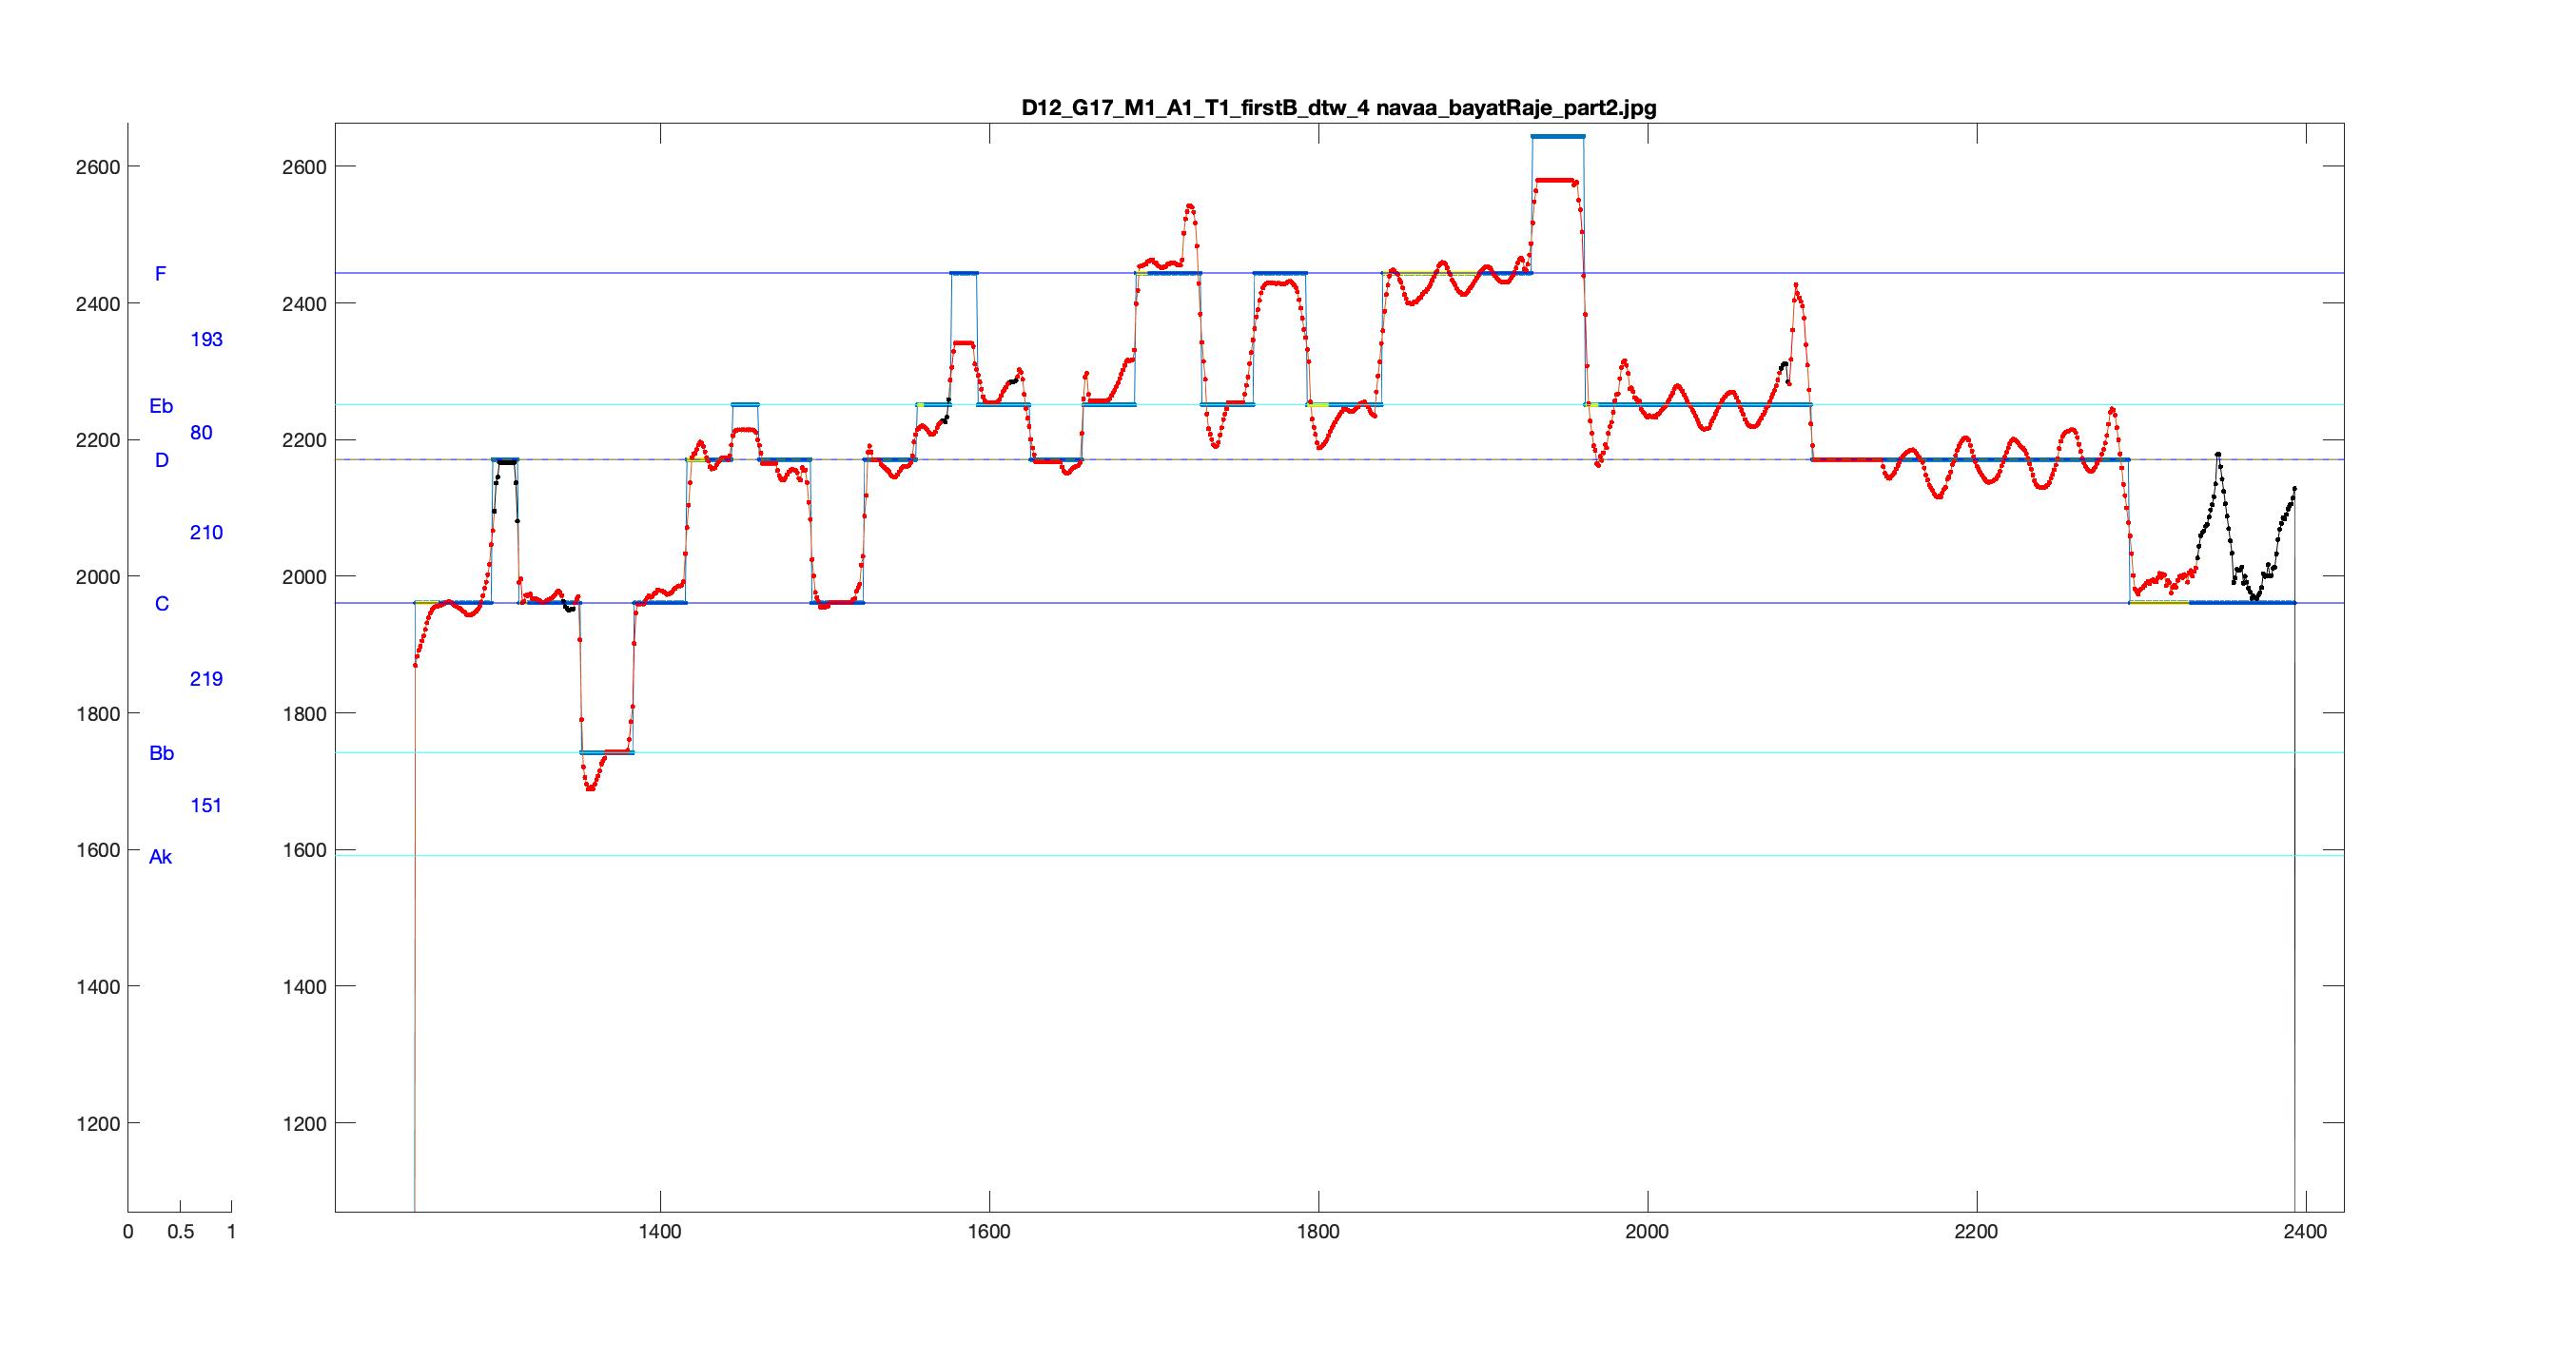 D12_G17_M1_A1_T1_firstB_dtw_4 navaa_bayatRaje_part2.jpg
2600 2600
F
2400 2400
193
Eb
2200 80 2200
D
210
2000 2000
C
219
1800 1800
Bb
151
1600 Ak 1600
1400 1400
1200 1200
0 0.5 1 1400 1600 1800 2000 2200 2400